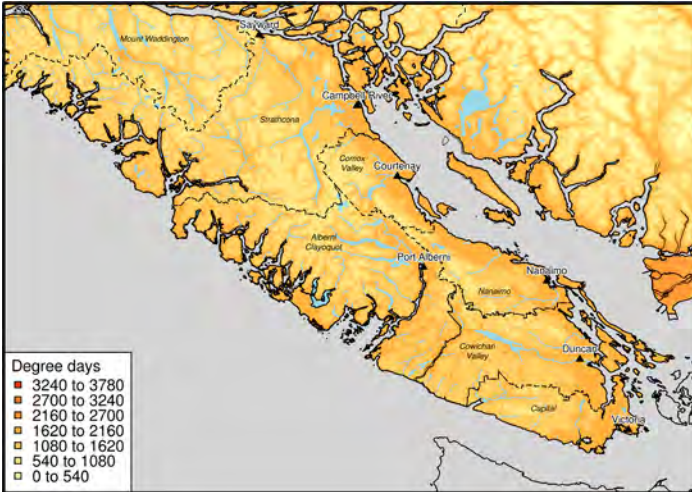 Sayward
Mount Waddington
Campbell River
Strathcona
Comox
Valley
Courtenay
Alberni
Clayoquot
Port Alberni
Nanaimo
Nanaimo
Cowichan
Valley
Duncan
Capital
Victoria
Degree days
3240 to 3780
2700 to 3240
2160 to 2700
1620 to 2160
1080 to 1620
540 to 1080
0 to 540